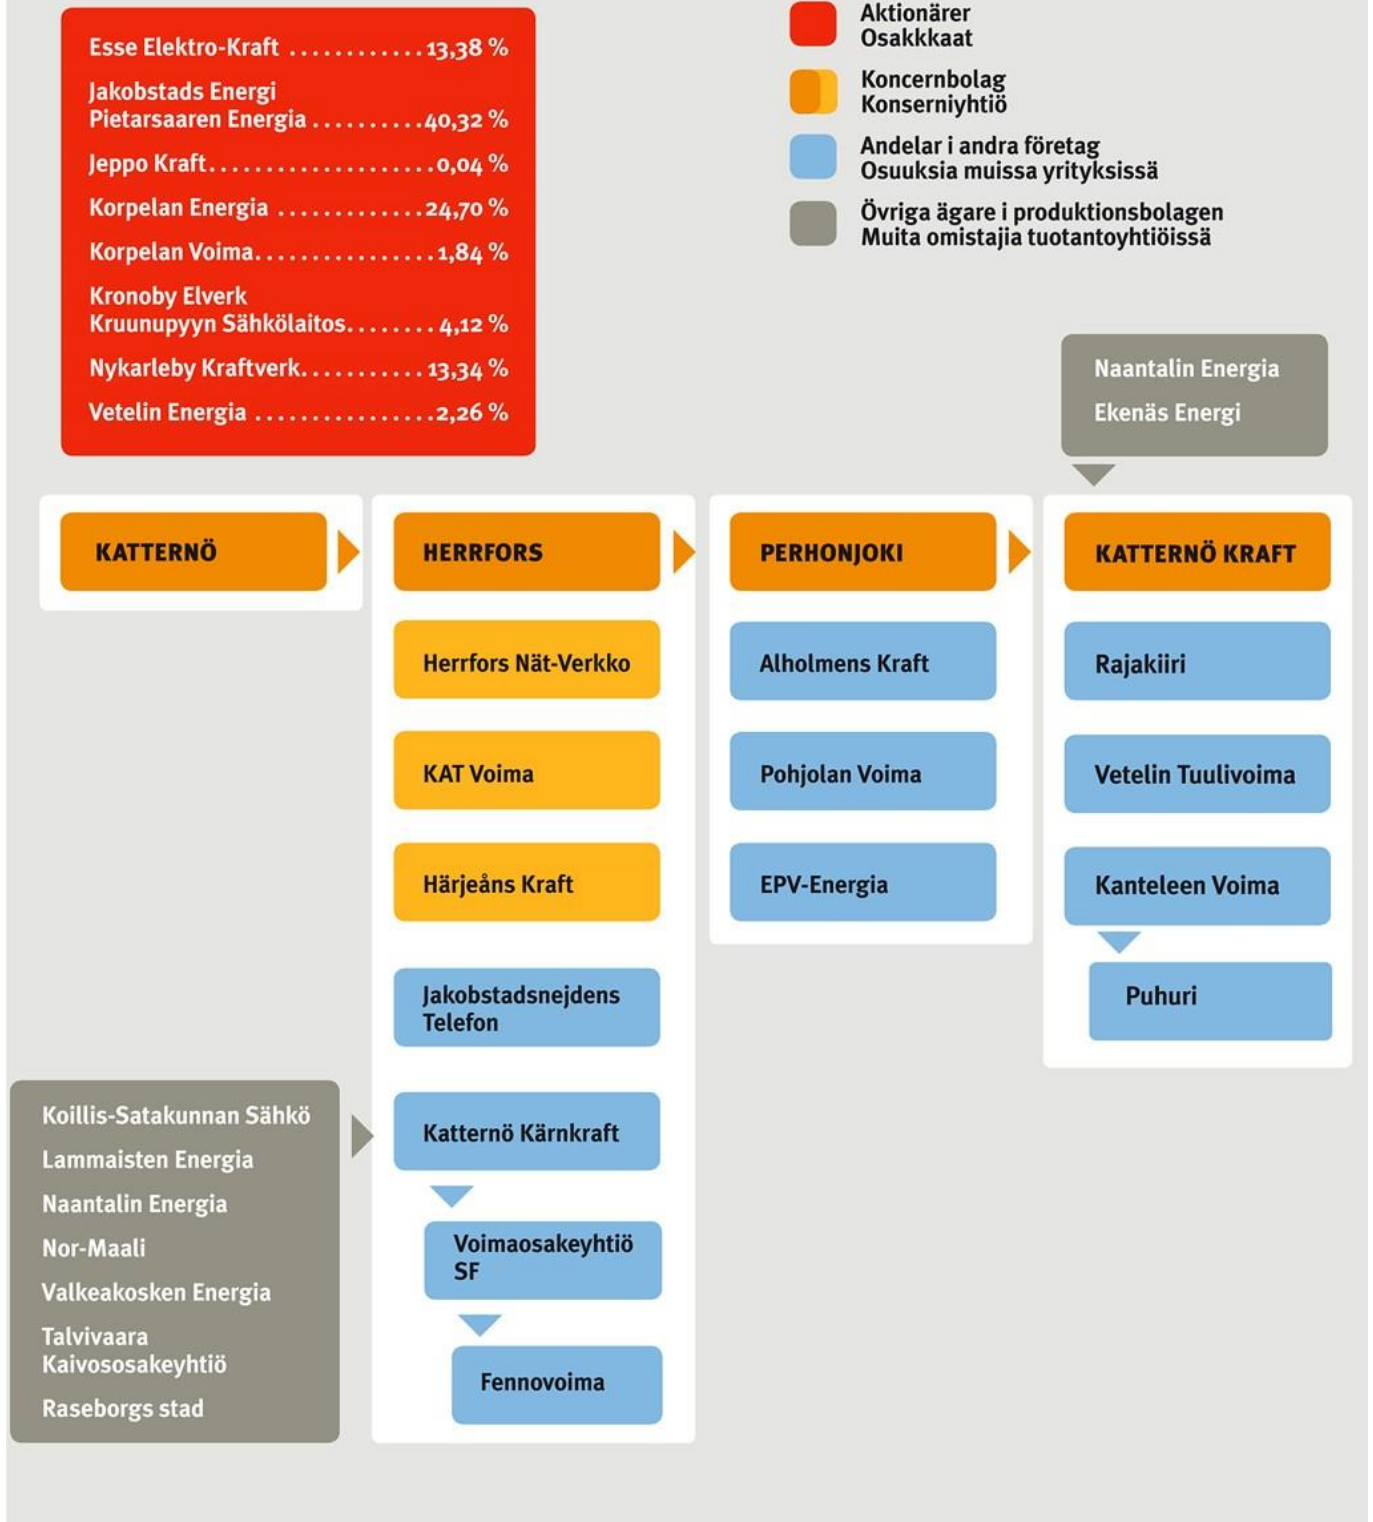 Esse Elektro-Kraft ............13,38 %
Jakobstads Energi
Pietarsaaren Energia ..........40,32 %
Jeppo Kraft....................0,04 %
Korpelan Energia .............24,70 %
Korpelan Voima................1,84 %
Kronoby Elverk
Kruunupyyn Sähkölaitos........4,12 %
Nykarleby Kraftverk...........13,34 %
Vetelin Energia ................2,26 %
Aktionärer
Osakkkaat
Koncernbolag
Konserniyhtiö
Andelar i andra företag
Osuuksia muissa yrityksissä
Övriga ägare i produktionsbolagen
Muita omistajia tuotantoyhtiöissä
Naantalin Energia
Ekenäs Energi
KATTERNÖ
HERRFORS
Herrfors Nät-Verkko
KAT Voima
Härjeåns Kraft
Jakobstadsnejdens
Telefon
Katternö Kärnkraft
Voimaosakeyhtiö
SF
Fennovoima
PERHONJOKI
Alholmens Kraft
Pohjolan Voima
EPV-Energia
KATTERNÖ KRAFT
Rajakiiri
Vetelin Tuulivoima
Kanteleen Voima
Puhuri
Koillis-Satakunnan Sähkö
Lammaisten Energia
Naantalin Energia
Nor-Maali
Valkeakosken Energia
Talvivaara
Kaivososakeyhtiö
Raseborgs stad